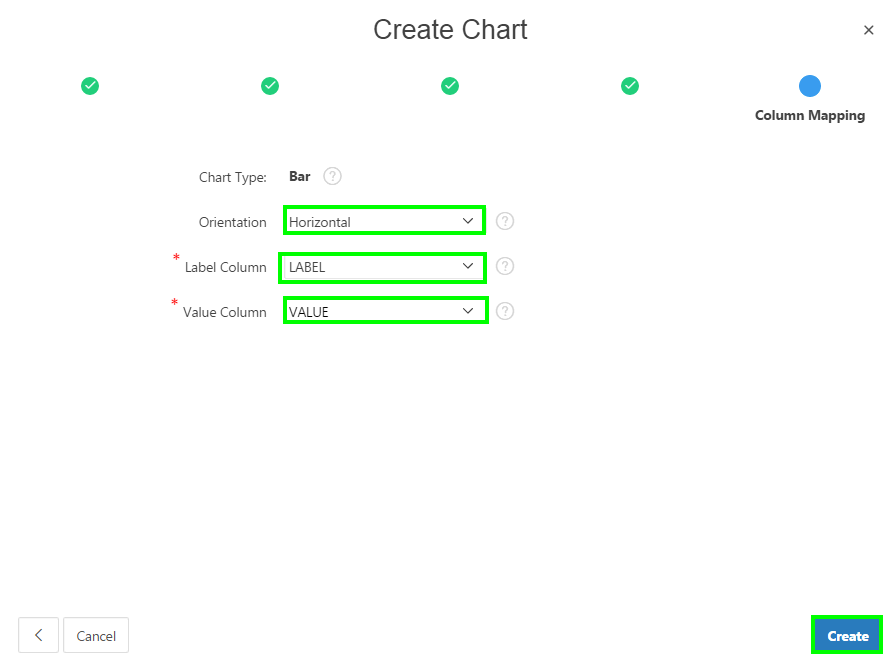 Create Chart
Column Mapping
Chart Type: Bar ?
Orientation Horizontal ?
* Label Column LABEL ?
* Value Column VALUE ?
Cancel Create